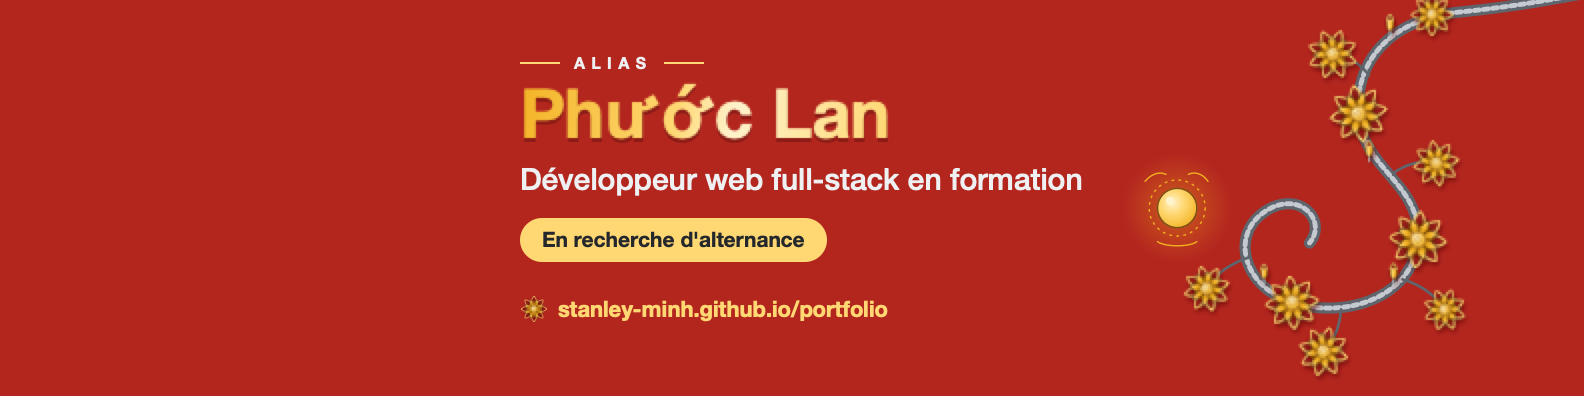 ALIAS
Phước Lan
Développeur web full-stack en formation
En recherche d'alternance
stanley-minh.github.io/portfolio